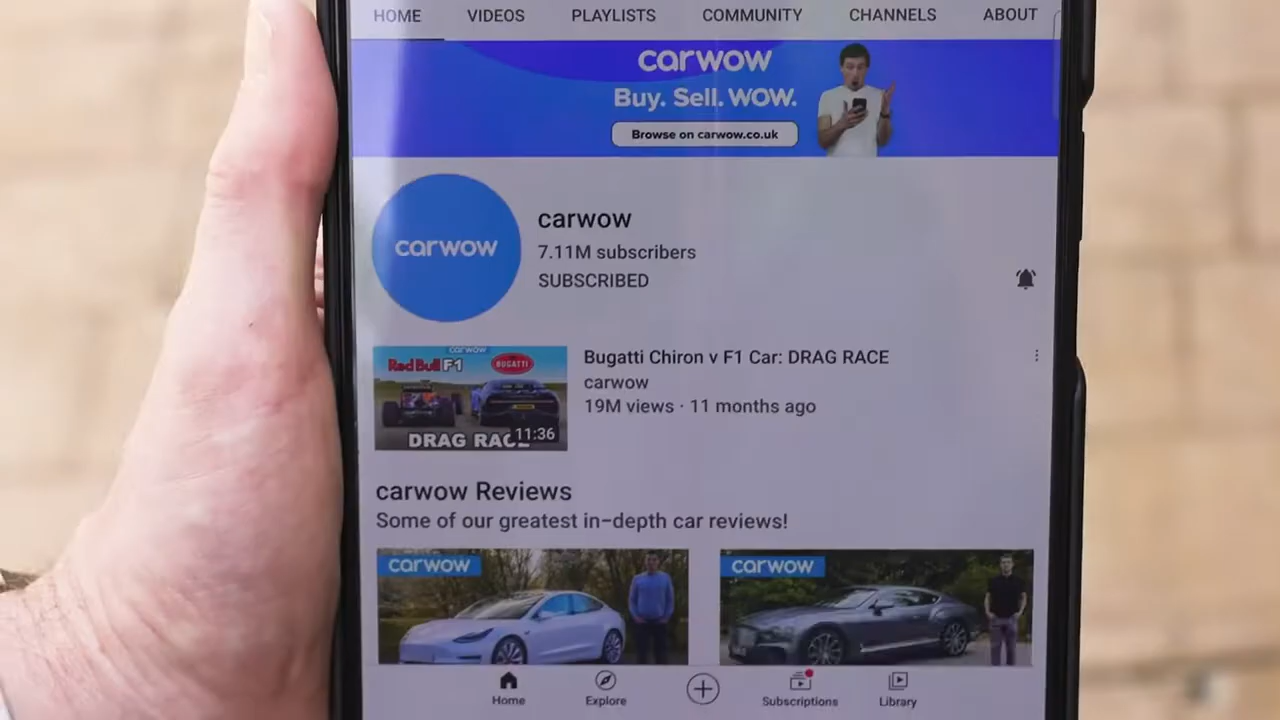 HOME VIDEOS PLAYLISTS COMMUNITY CHANNELS ABOUT
carwow
Buy. Sell. WOW.
Browse on carwow.co.uk
carwow
carwow
7.11M subscribers
SUBSCRIBED
carwow
Red Bull F1 BUGATTI
DRAG RACE
11:36
Bugatti Chiron v F1 Car: DRAG RACE
carwow
19M views · 11 months ago
carwow Reviews
Some of our greatest in-depth car reviews!
carwow carwow
Home Explore Subscriptions Library